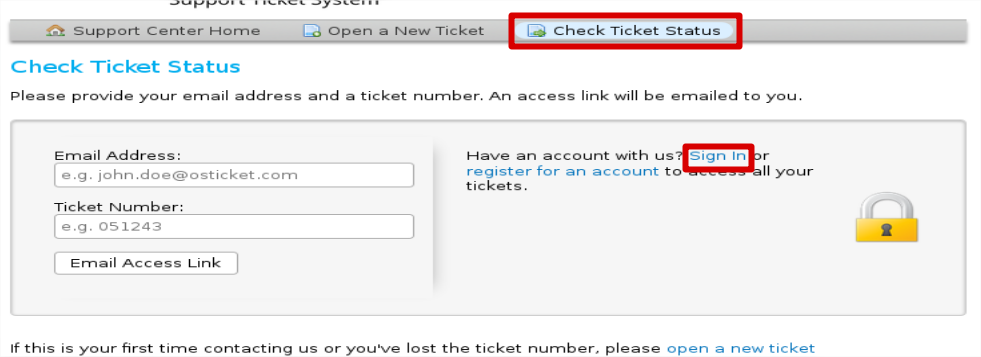 Support Ticket System
Support Center Home Open a New Ticket Check Ticket Status
Check Ticket Status
Please provide your email address and a ticket number. An access link will be emailed to you.
Email Address:
e.g. john.doe@osticket.com
Ticket Number:
e.g. 051243
Email Access Link
Have an account with us? Sign In or
register for an account to access all your
tickets.
If this is your first time contacting us or you've lost the ticket number, please open a new ticket